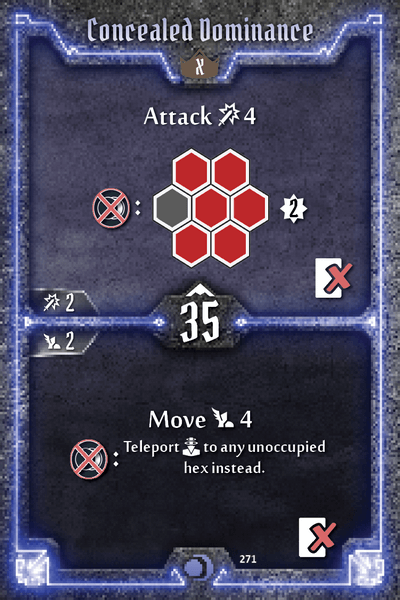 Concealed Dominance
א
Attack 4
: 2
2
35
2
Move 4
: Teleport to any unoccupied
hex instead.
271